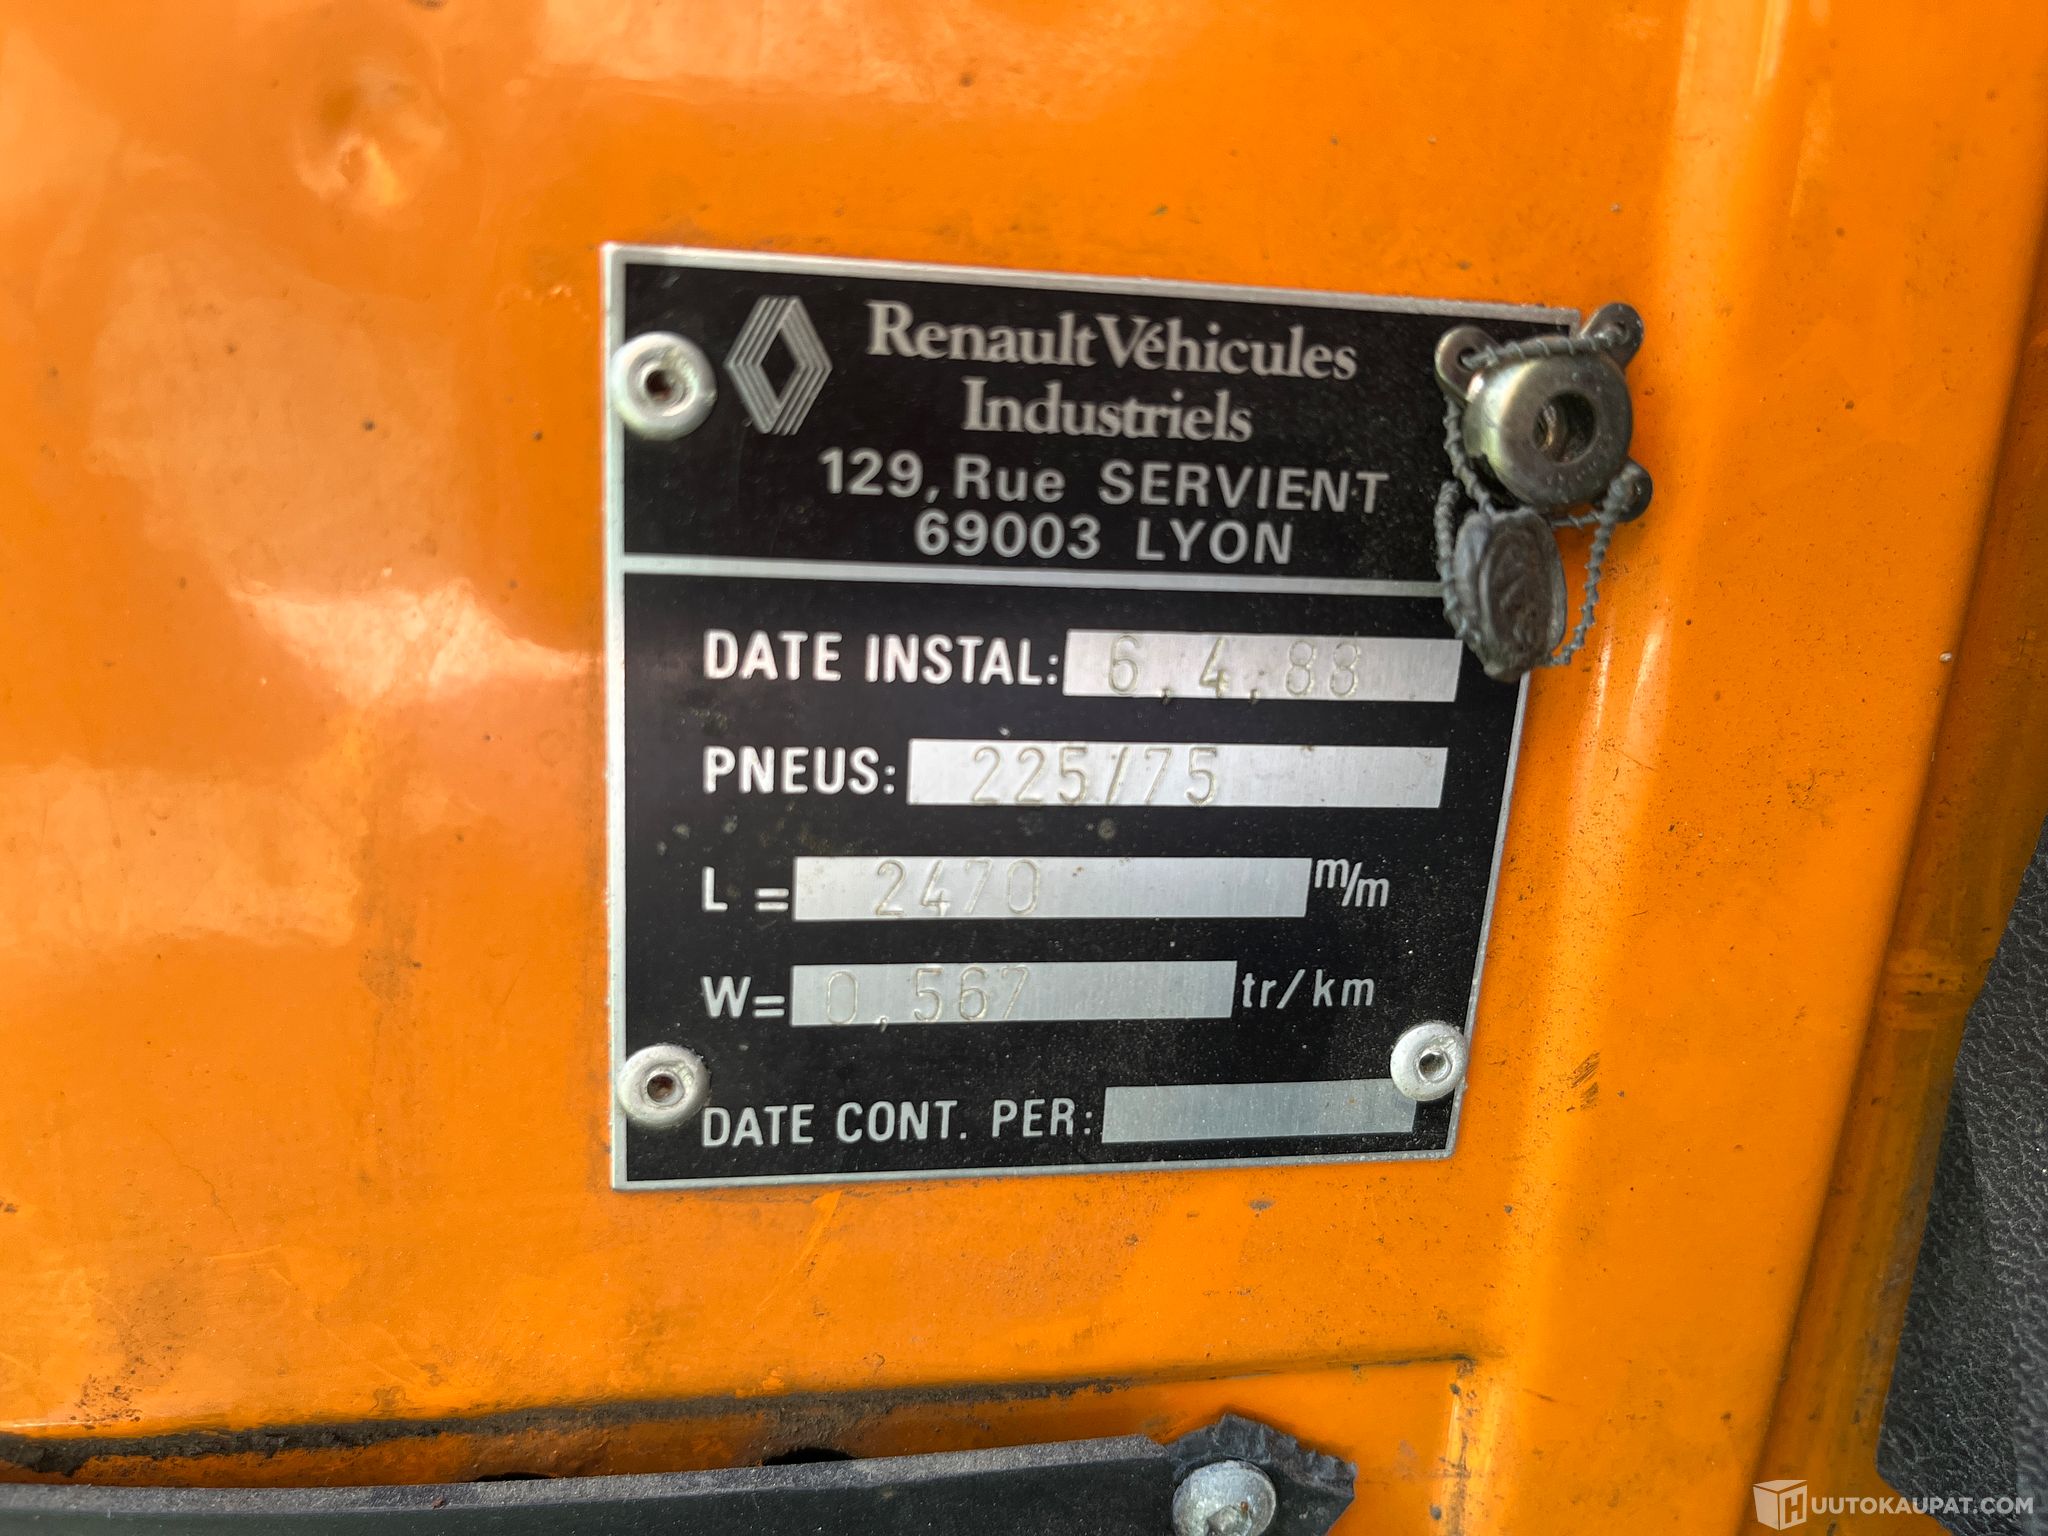 Renault Véhicules
Industriels
129, Rue SERVIENT
69003 LYON
DATE INSTAL: 6,4,88
PNEUS: 225/75
L = 2470 m/m
W= 0,567 tr/km
DATE CONT. PER:
HUUTOKAUPAT.COM